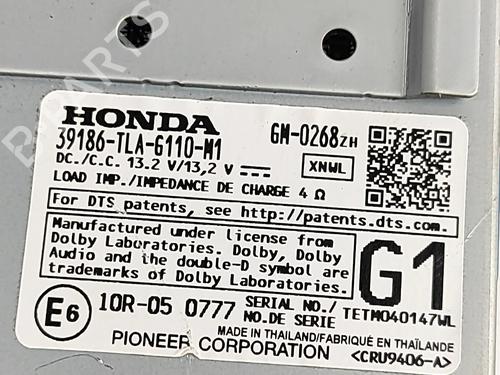 B-PARTS
HONDA
39186-TLA-G110-M1 GM-0268ZH
DC./C.C. 13.2 V/13,2 V XNWL
LOAD IMP./IMPEDANCE DE CHARGE 4 Ω
For DTS patents, see http://patents.dts.com.
Manufactured under license from
Dolby Laboratories. Dolby, Dolby
Audio and the double-D symbol are
trademarks of Dolby Laboratories.
G1
E6 10R-05 0777 SERIAL NO./ TETM040147WL
NO.DE SERIE
MADE IN THAILAND/FABRIQUÉ EN THAÏLANDE
PIONEER CORPORATION <CRU9406-A>